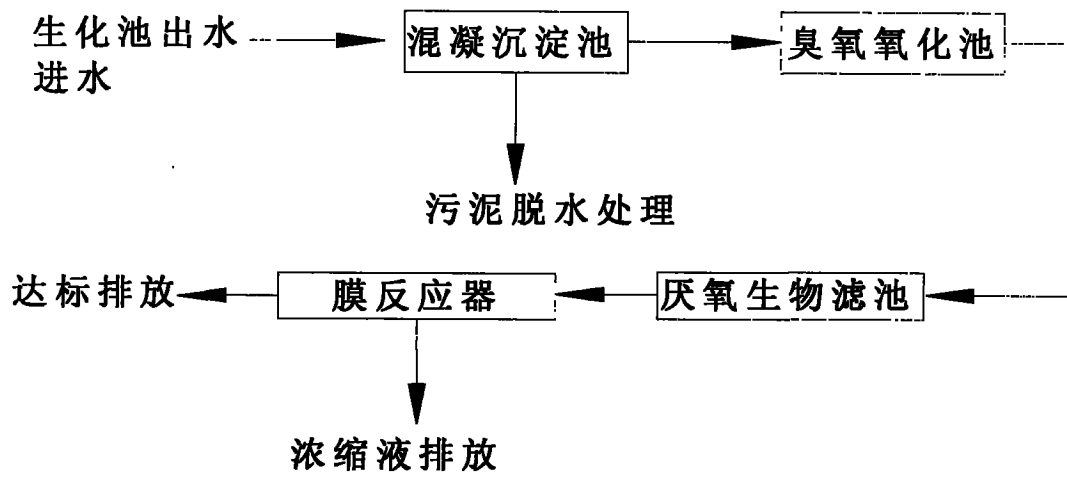 生化池出水
进水
混凝沉淀池
臭氧氧化池
污泥脱水处理
达标排放
膜反应器
厌氧生物滤池
浓缩液排放